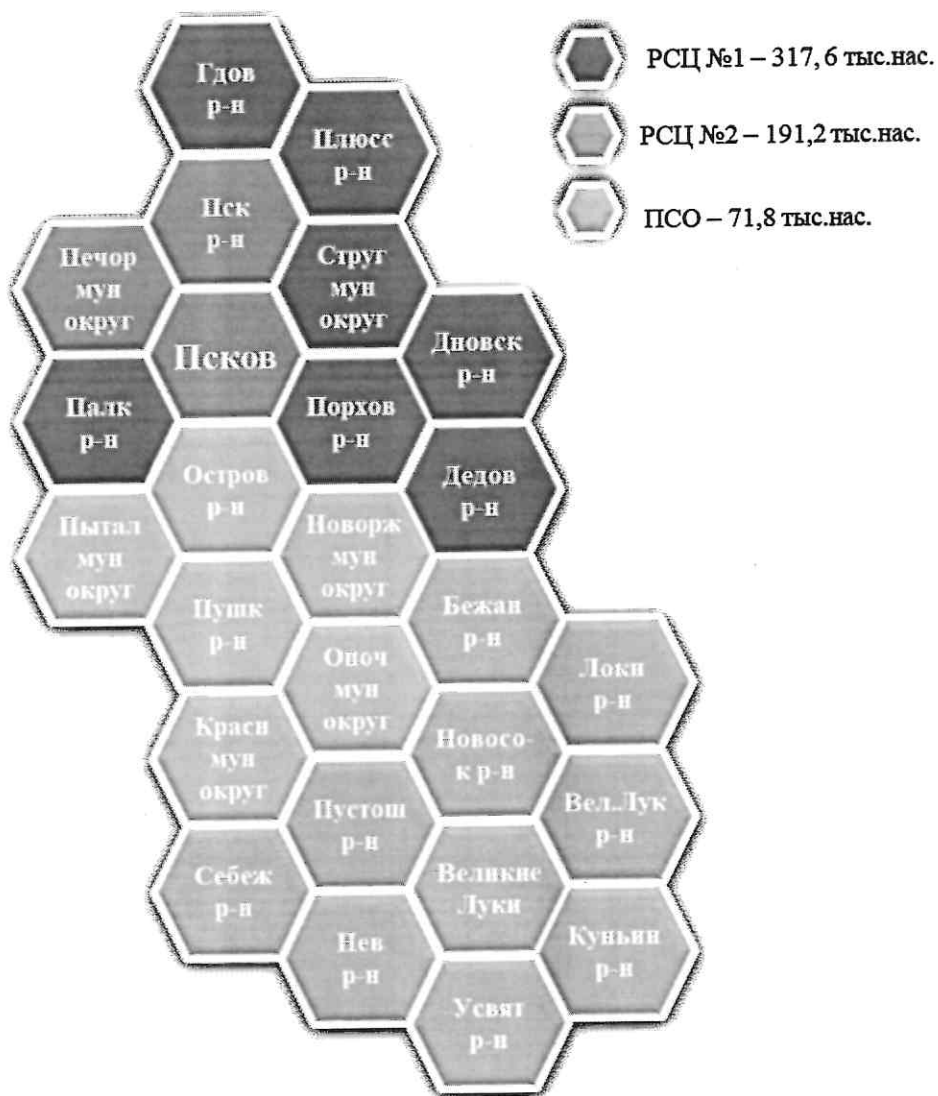 РСЦ №1 – 317,6 тыс.нас.
РСЦ №2 – 191,2 тыс.нас.
ПСО – 71,8 тыс.нас.
Гдов
р-н
Плюсс
р-н
Пск
р-н
Печор
мун
округ
Струг
мун
округ
Псков
Дновск
р-н
Палк
р-н
Порхов
р-н
Остров
р-н
Дедов
р-н
Пытал
мун
округ
Новорж
мун
округ
Пушк
р-н
Бежан
р-н
Опоч
мун
округ
Локн
р-н
Красн
мун
округ
Новосо-
к р-н
Пустош
р-н
Вел..Лук
р-н
Себеж
р-н
Великие
Луки
Нев
р-н
Куньин
р-н
Усвят
р-н